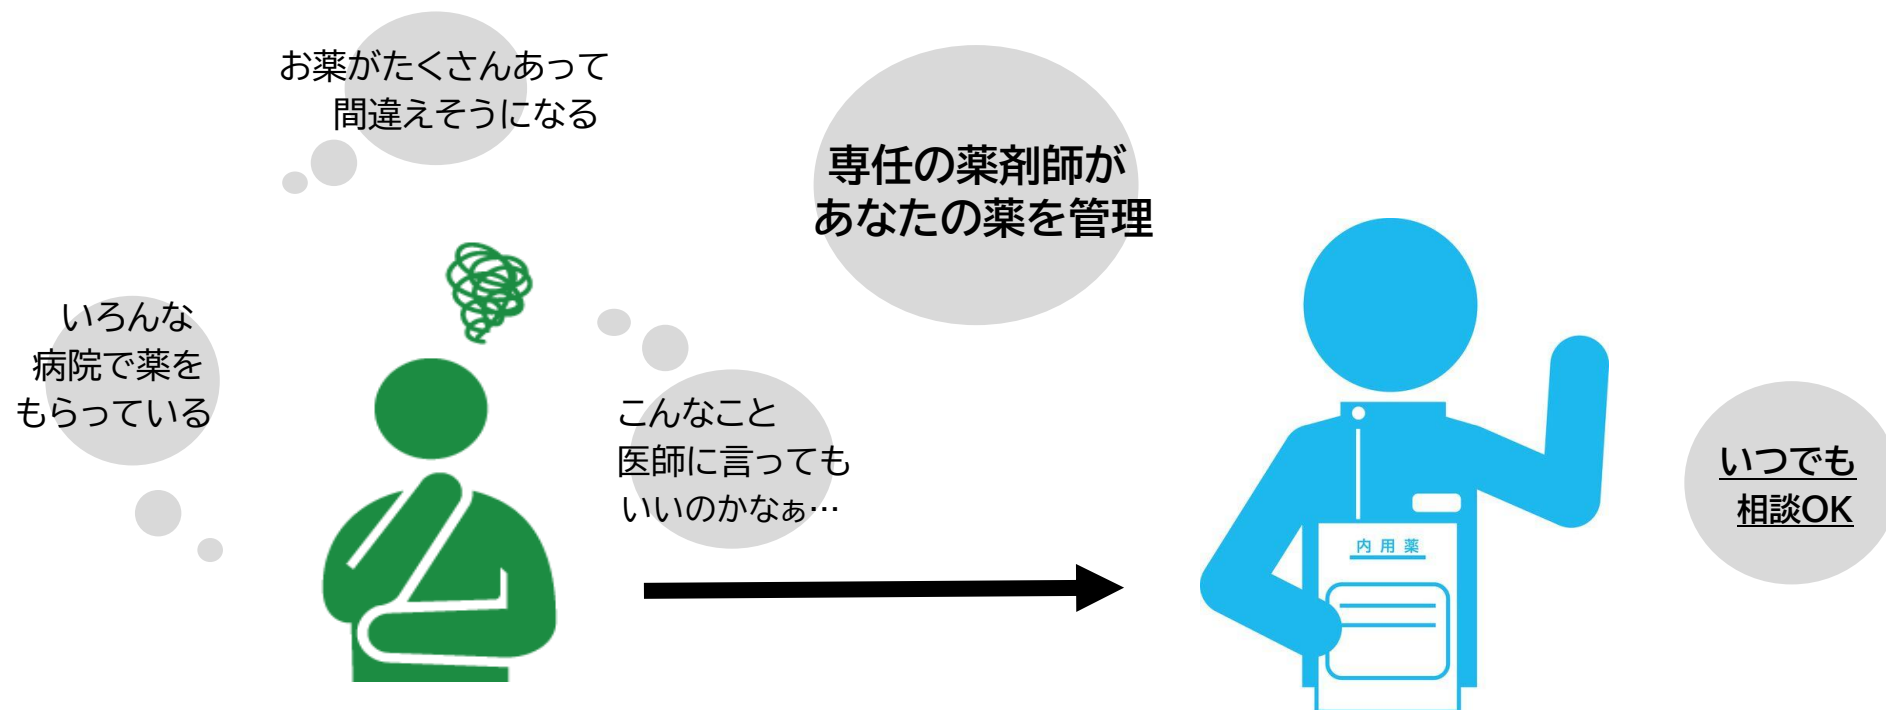 お薬がたくさんあって
間違えそうになる
いろんな
病院で薬を
もらっている
こんなこと
医師に言っても
いいのかなぁ…
専任の薬剤師が
あなたの薬を管理
内用薬
いつでも
相談OK